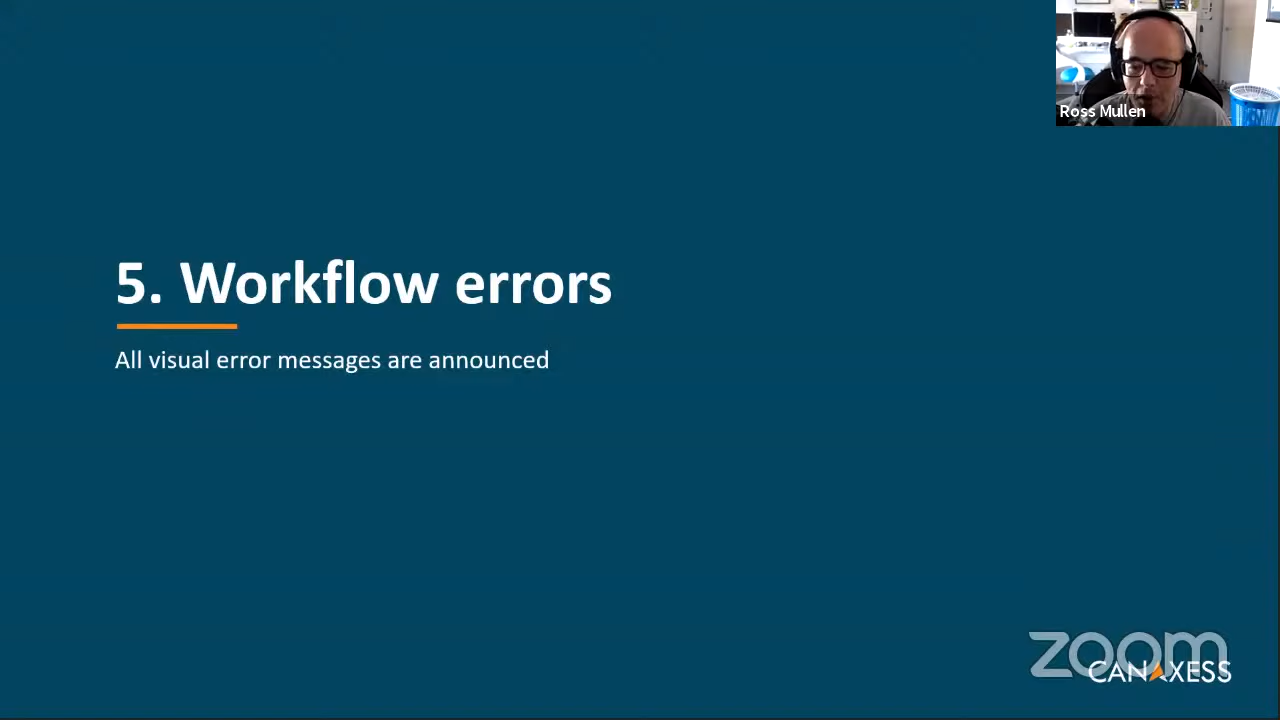 Ross Mullen
5. Workflow errors
All visual error messages are announced
zoom
CANAXESS